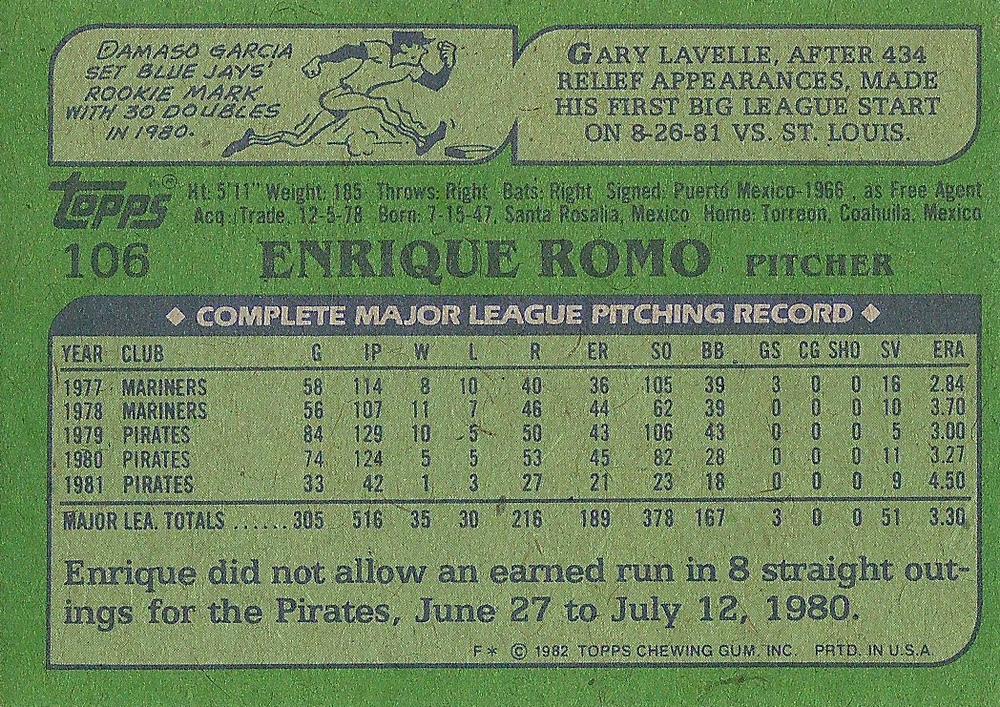 DAMASO GARCIA
SET BLUE JAYS'
ROOKIE MARK
WITH 30 DOUBLES
IN 1980.
GARY LAVELLE, AFTER 434
RELIEF APPEARANCES, MADE
HIS FIRST BIG LEAGUE START
ON 8-26-81 VS. ST. LOUIS.
Topps® Ht: 5'11" Weight: 185 Throws: Right Bats: Right Signed: Puerto Mexico-1966, as Free Agent
Acq: Trade, 12-5-78 Born: 7-15-47, Santa Rosalia, Mexico Home: Torreon, Coahuila, Mexico
106 ENRIQUE ROMO PITCHER
◆ COMPLETE MAJOR LEAGUE PITCHING RECORD ◆
YEAR CLUB G IP W L R ER SO BB GS CG SHO SV ERA
1977 MARINERS 58 114 8 10 40 36 105 39 3 0 0 16 2.84
1978 MARINERS 56 107 11 7 46 44 62 39 0 0 0 10 3.70
1979 PIRATES 84 129 10 5 50 43 106 43 0 0 0 5 3.00
1980 PIRATES 74 124 5 5 53 45 82 28 0 0 0 11 3.27
1981 PIRATES 33 42 1 3 27 21 23 18 0 0 0 9 4.50
MAJOR LEA. TOTALS ......305 516 35 30 216 189 378 167 3 0 0 51 3.30
Enrique did not allow an earned run in 8 straight out-
ings for the Pirates, June 27 to July 12, 1980.
F* © 1982 TOPPS CHEWING GUM, INC. PRTD. IN U.S.A.